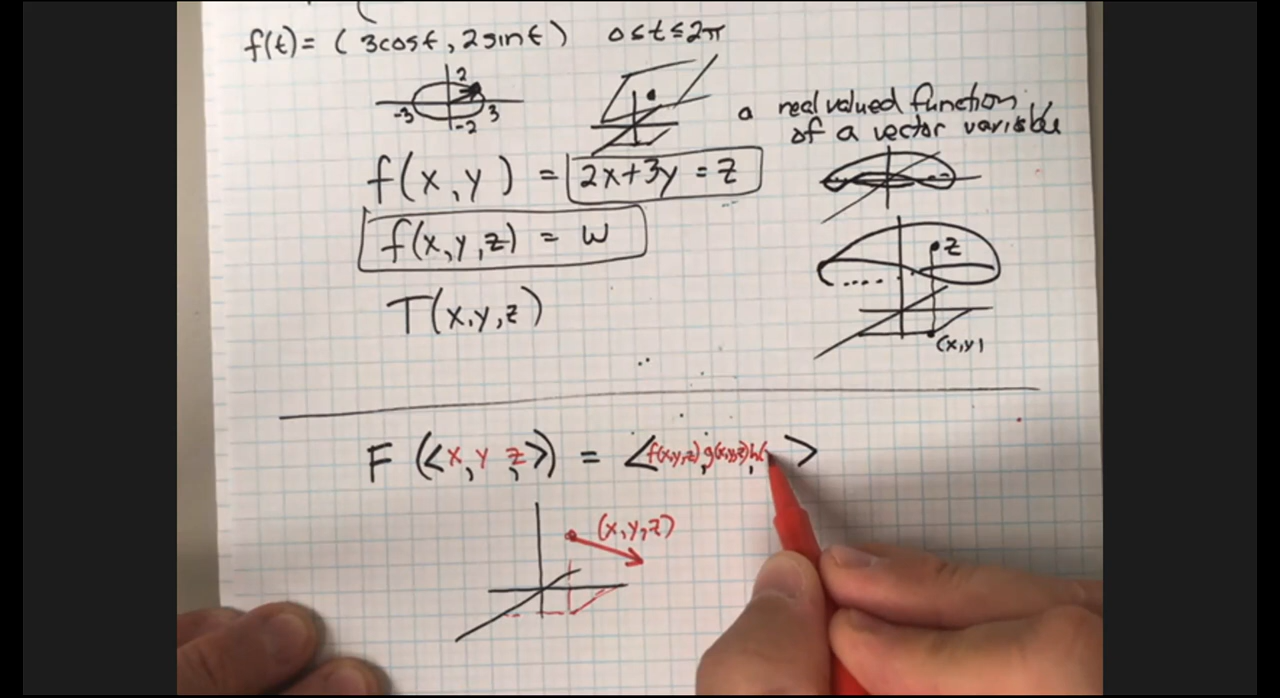 f(t) = ( 3cost , 2sint ) 0≤t≤2π
2
-3
-2
3
a real valued function
of a vector variable
f(x,y) = 2x+3y = z
f(x,y,z) = w
z
T(x,y,z)
(x,y)
F (<x,y,z>) = <f(x,y,z),g(x,y,z),h( >
(x,y,z)